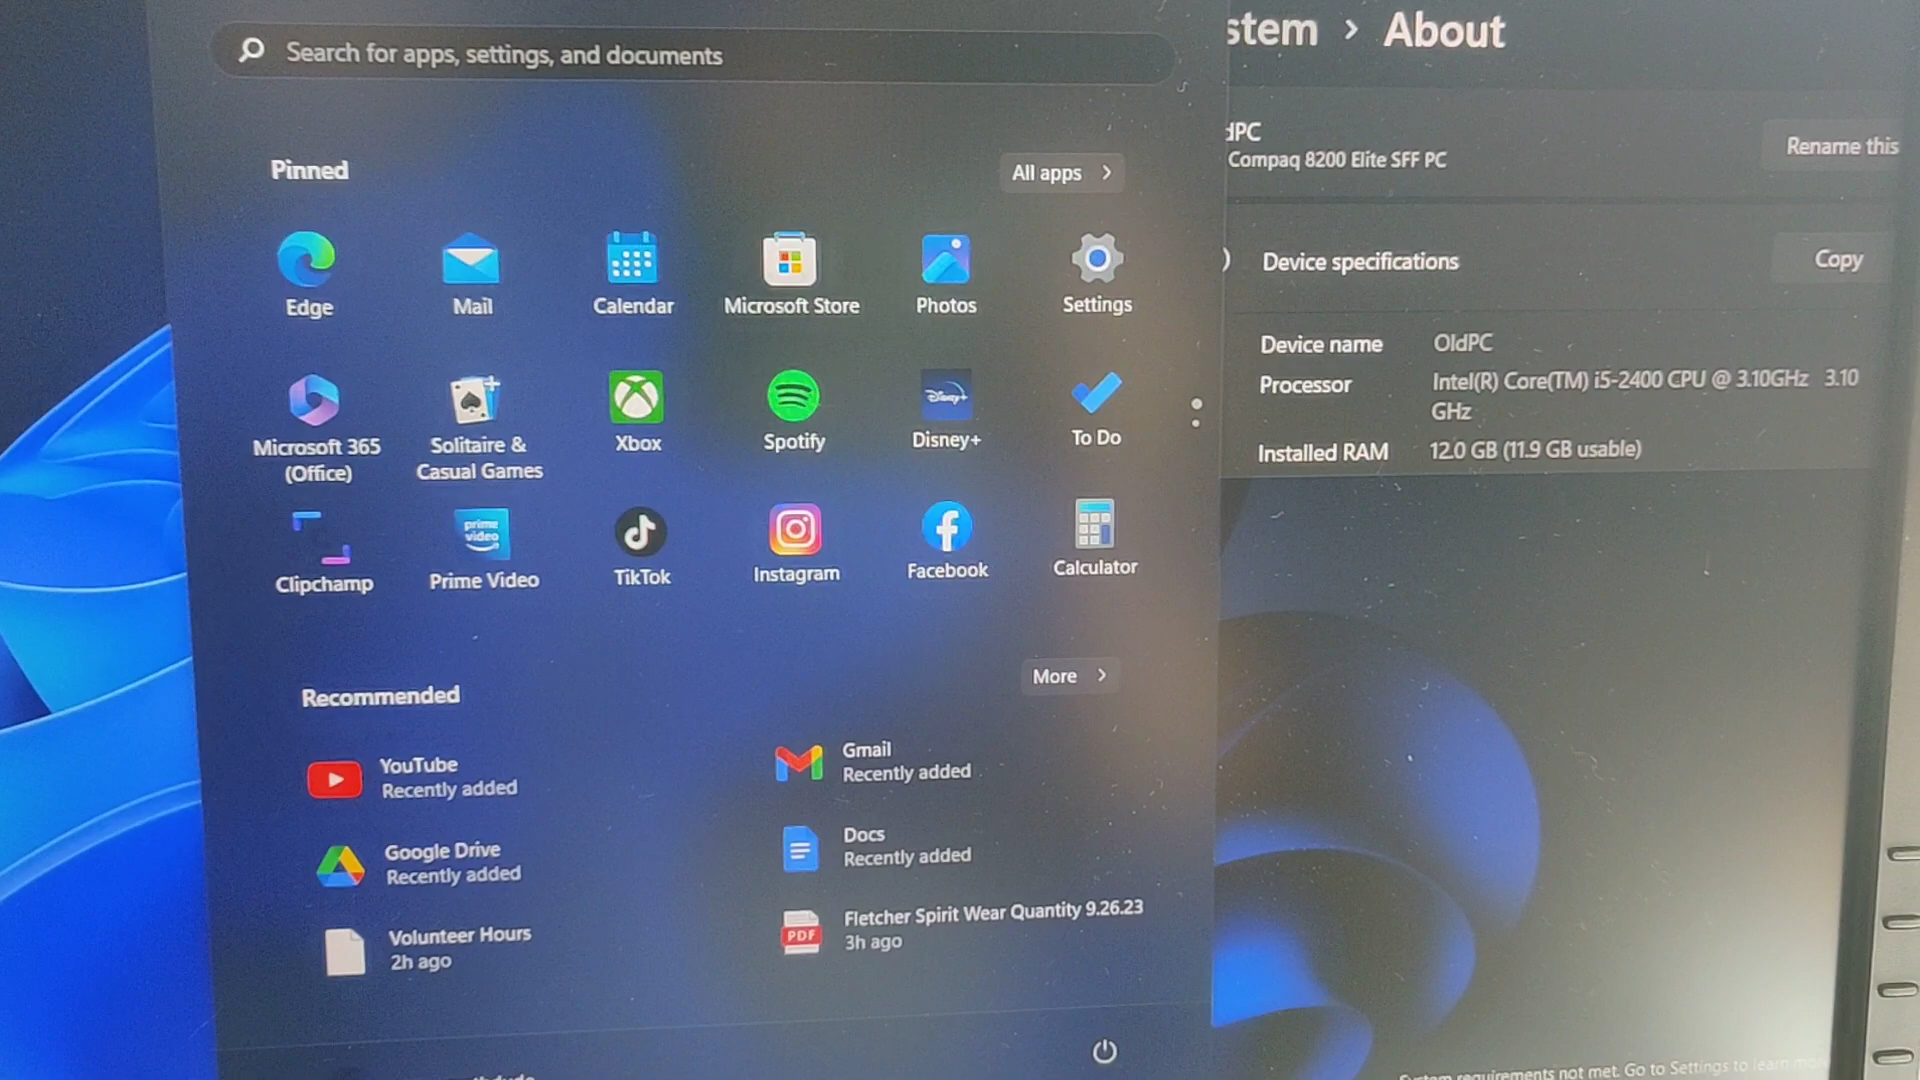 Search for apps, settings, and documents
Pinned
All apps
Edge
Mail
Calendar
Microsoft Store
Photos
Settings
Microsoft 365
(Office)
Solitaire &
Casual Games
Xbox
Spotify
Disney+
Disney+
To Do
Clipchamp
prime
video
Prime Video
TikTok
Instagram
Facebook
Calculator
Recommended
More
YouTube
Recently added
Gmail
Recently added
Google Drive
Recently added
Docs
Recently added
Volunteer Hours
2h ago
PDF
Fletcher Spirit Wear Quantity 9.26.23
3h ago
stem > About
dPC
Compaq 8200 Elite SFF PC
Rename this
Device specifications
Copy
Device name
OldPC
Processor
Intel(R) Core(TM) i5-2400 CPU @ 3.10GHz 3.10
GHz
Installed RAM
12.0 GB (11.9 GB usable)
System requirements not met. Go to Settings to learn more